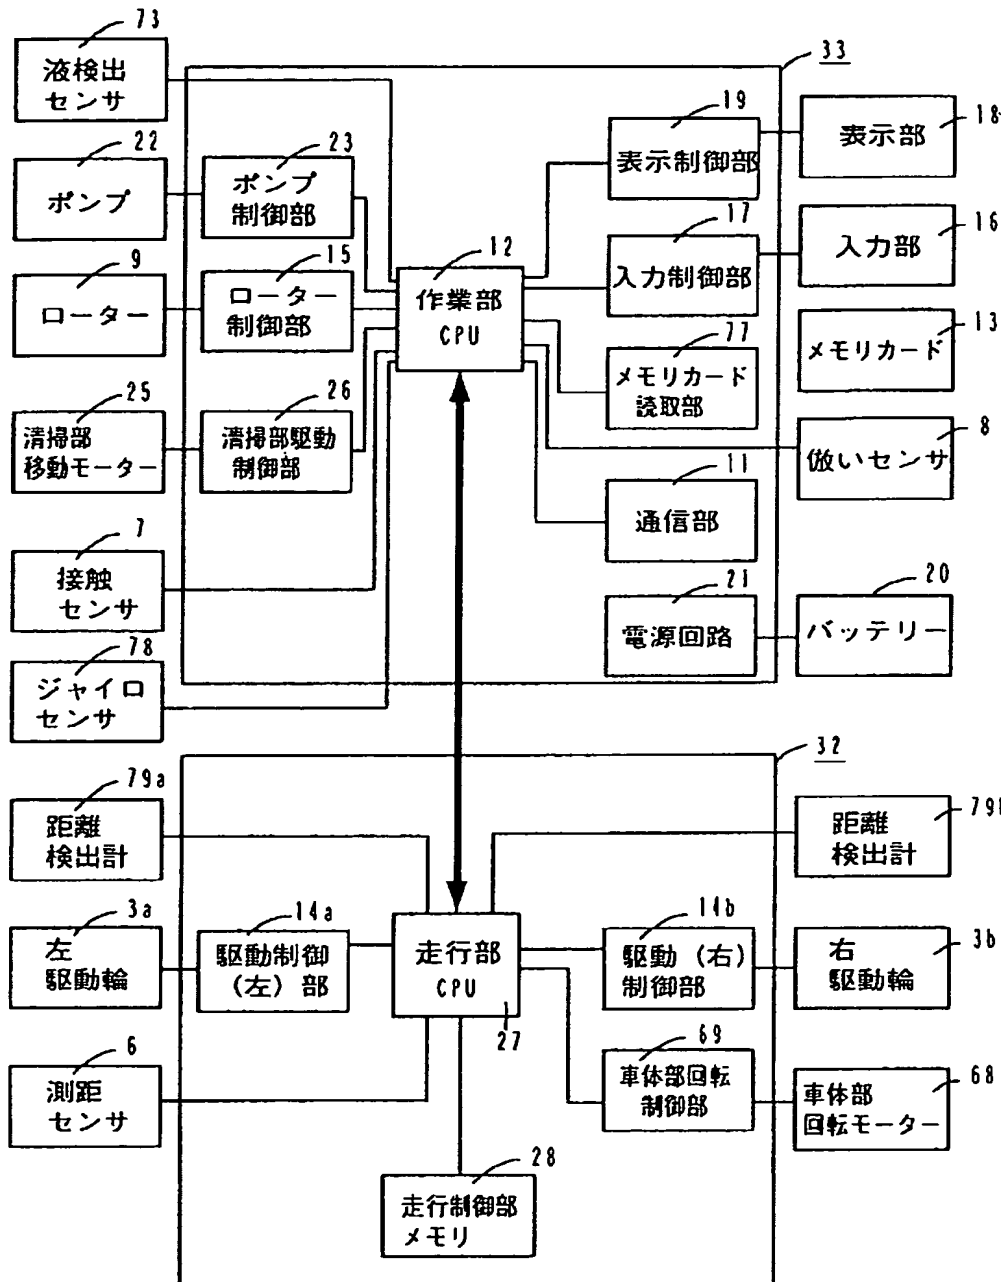 73
液検出
センサ
33
19
表示制御部
18
表示部
22
ポンプ
23
ポンプ
制御部
17
入力制御部
16
入力部
12
作業部
CPU
9
ローター
15
ローター
制御部
77
メモリカード
読取部
13
メモリカード
25
清掃部
移動モーター
26
清掃部駆動
制御部
8
倣いセンサ
11
通信部
7
接触
センサ
21
電源回路
20
バッテリー
78
ジャイロ
センサ
32
79a
距離
検出計
79
距離
検出計
3a
左
駆動輪
14a
駆動制御
(左)部
走行部
CPU
27
14b
駆動(右)
制御部
3b
右
駆動輪
6
測距
センサ
69
車体部回転
制御部
68
車体部
回転モーター
28
走行制御部
メモリ